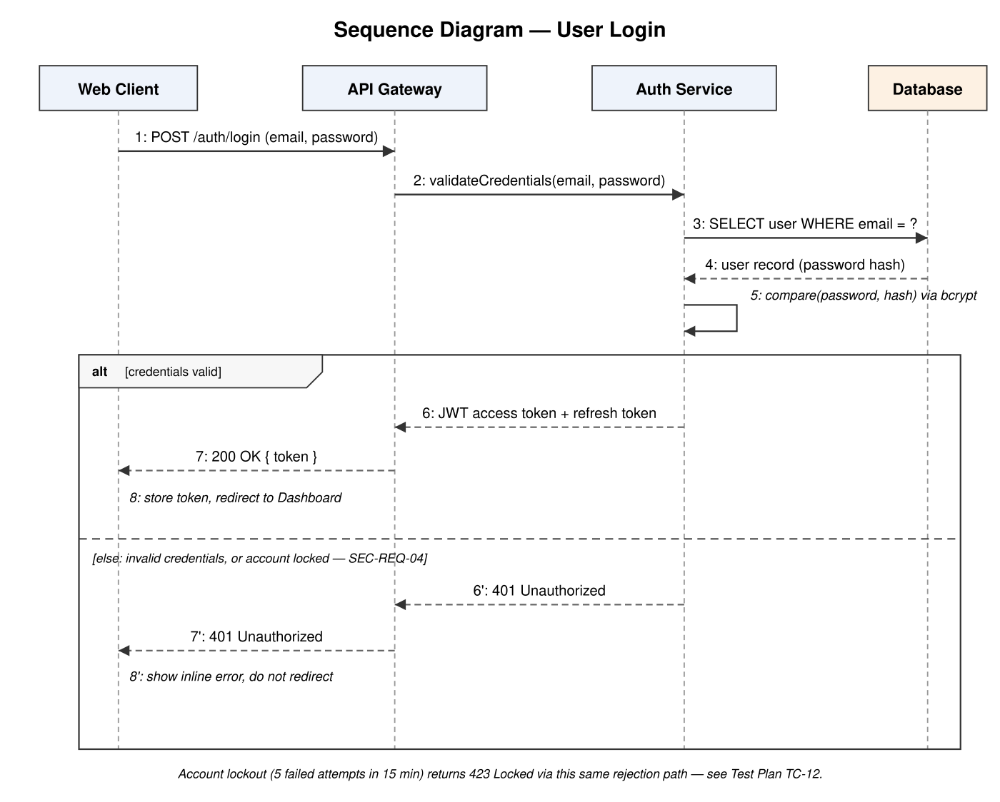 Sequence Diagram — User Login
Web Client
API Gateway
Auth Service
Database
1: POST /auth/login (email, password)
2: validateCredentials(email, password)
3: SELECT user WHERE email = ?
4: user record (password hash)
5: compare(password, hash) via bcrypt
alt [credentials valid]
6: JWT access token + refresh token
7: 200 OK { token }
8: store token, redirect to Dashboard
[else: invalid credentials, or account locked — SEC-REQ-04]
6': 401 Unauthorized
7': 401 Unauthorized
8': show inline error, do not redirect
Account lockout (5 failed attempts in 15 min) returns 423 Locked via this same rejection path — see Test Plan TC-12.